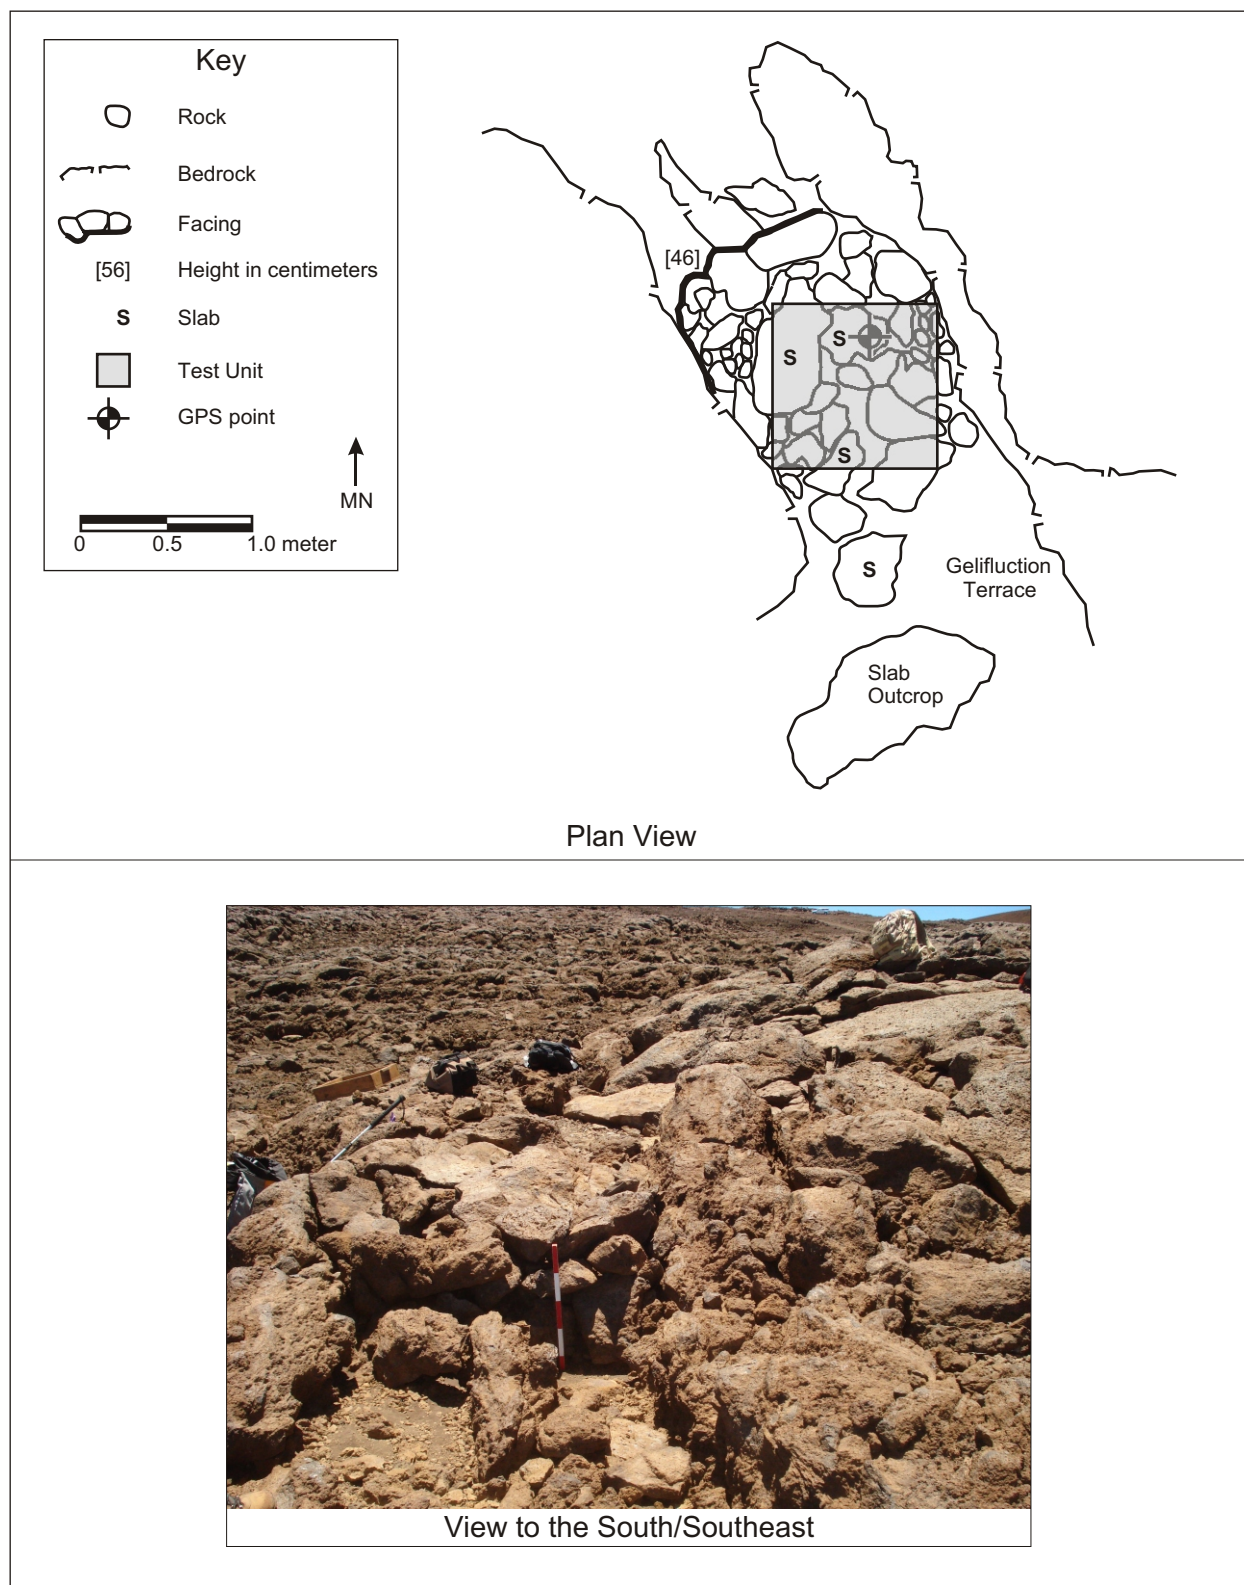 Key
Rock
Bedrock
Facing
[56] Height in centimeters
S Slab
Test Unit
GPS point
MN
0 0.5 1.0 meter
[46]
S
S
S
S
Gelifluction
Terrace
Slab
Outcrop
Plan View
View to the South/Southeast